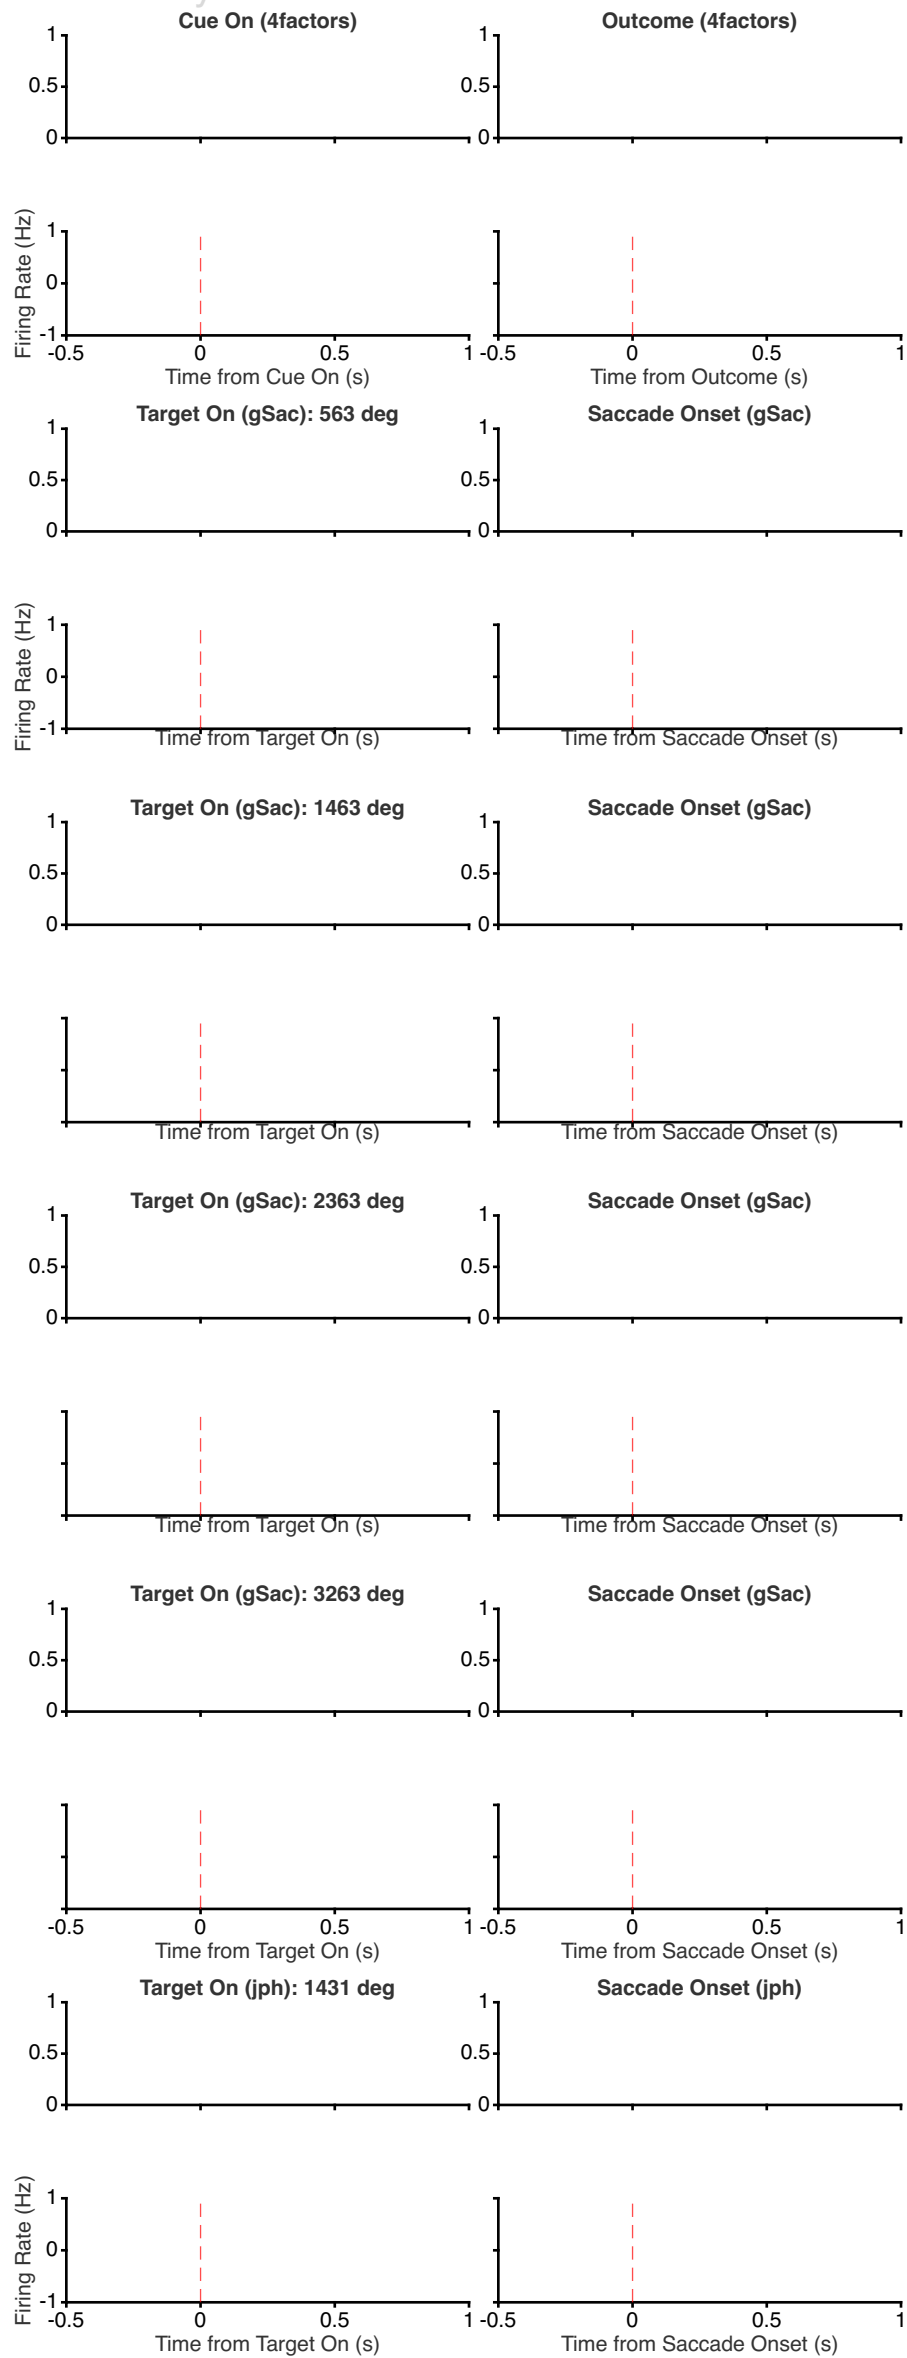 Cue On (4factors) Outcome (4factors)
1 1
0.5 0.5
0 0
Firing Rate (Hz)
1 1
0 0
-1 -1
-0.5 0 0.5 1 -0.5 0 0.5 1
Time from Cue On (s) Time from Outcome (s)
Target On (gSac): 563 deg Saccade Onset (gSac)
1 1
0.5 0.5
0 0
Firing Rate (Hz)
1
0
-1
Time from Target On (s) Time from Saccade Onset (s)
Target On (gSac): 1463 deg Saccade Onset (gSac)
1 1
0.5 0.5
0 0
Time from Target On (s) Time from Saccade Onset (s)
Target On (gSac): 2363 deg Saccade Onset (gSac)
1 1
0.5 0.5
0 0
Time from Target On (s) Time from Saccade Onset (s)
Target On (gSac): 3263 deg Saccade Onset (gSac)
1 1
0.5 0.5
0 0
-0.5 0 0.5 1 -0.5 0 0.5 1
Time from Target On (s) Time from Saccade Onset (s)
Target On (jph): 1431 deg Saccade Onset (jph)
1 1
0.5 0.5
0 0
Firing Rate (Hz)
1
0
-1
-0.5 0 0.5 1 -0.5 0 0.5 1
Time from Target On (s) Time from Saccade Onset (s)